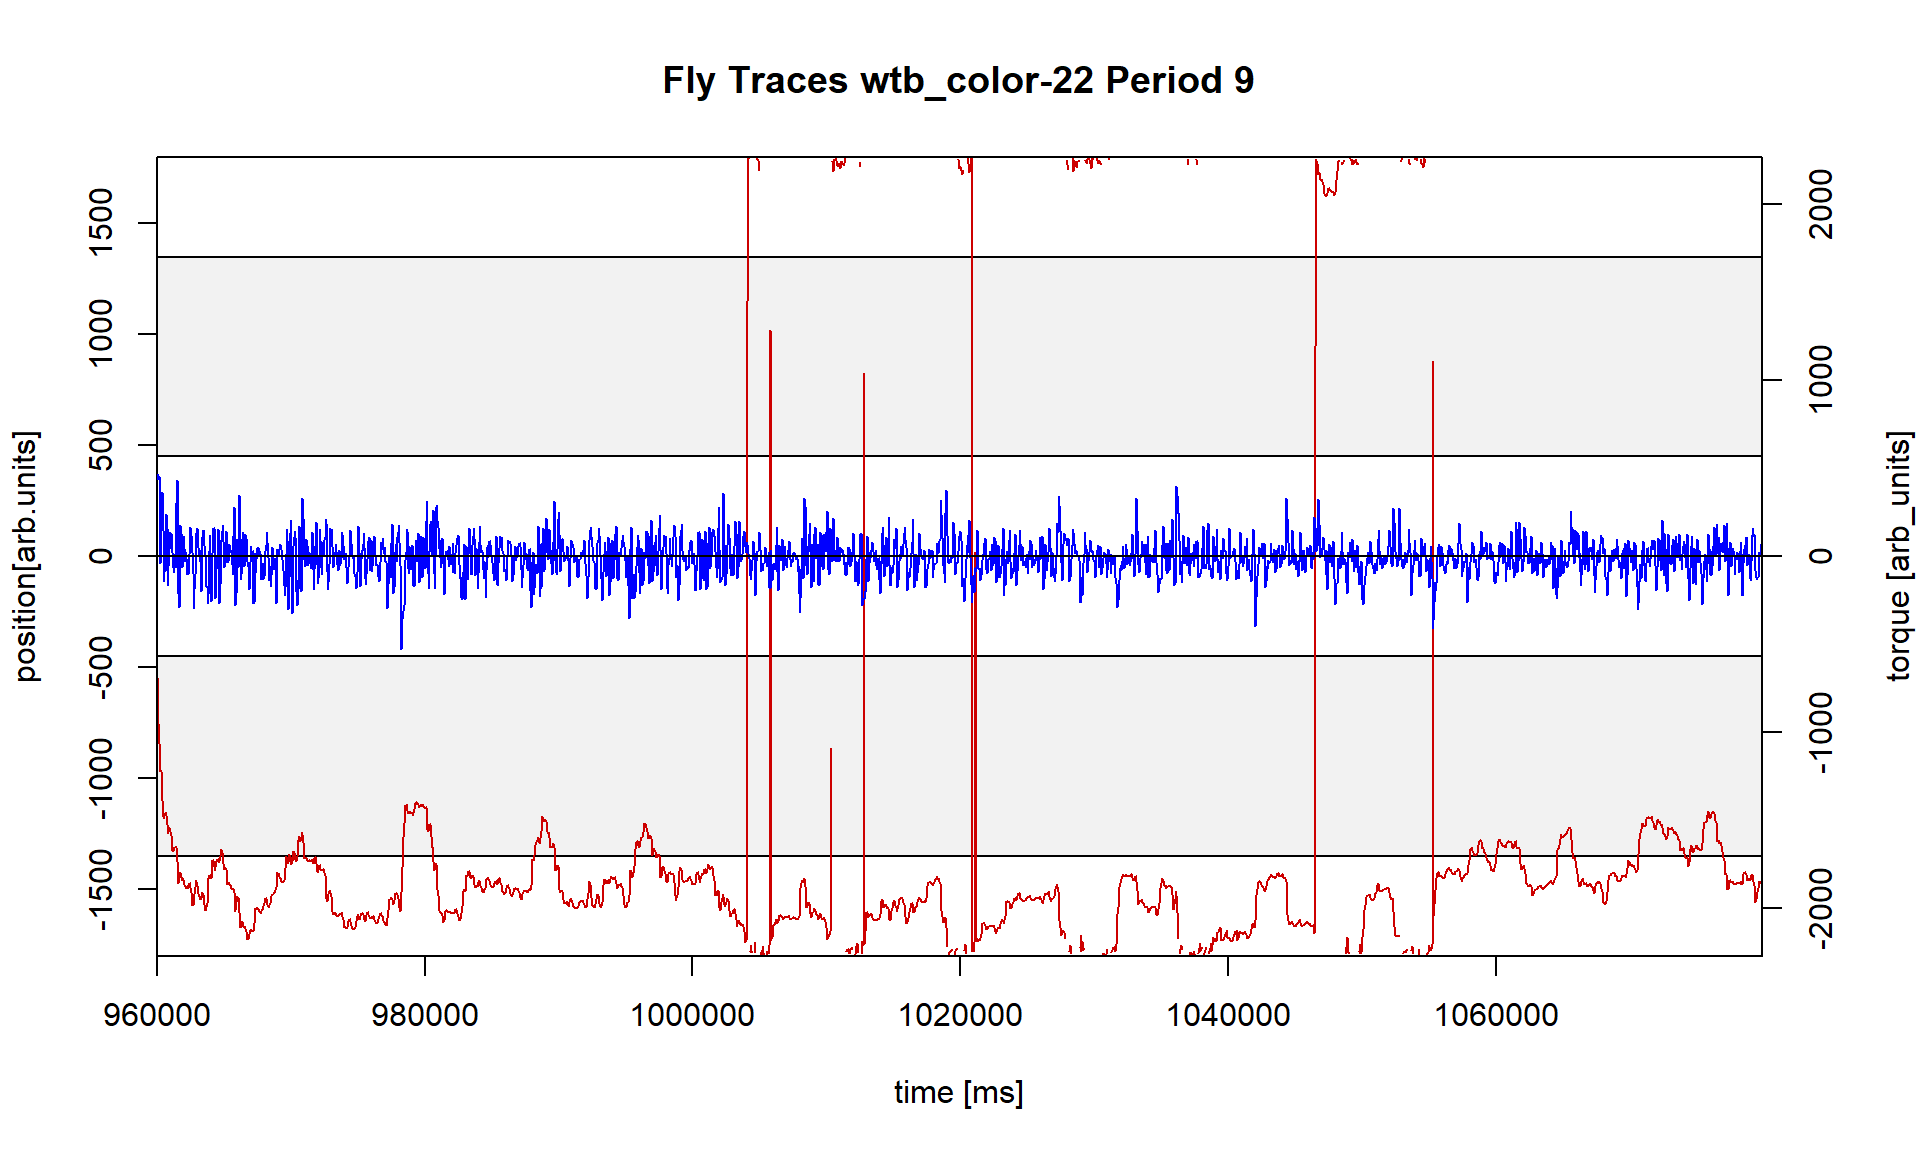 Fly Traces wtb_color-22 Period 9
position[arb.units]
1500
1000
500
0
-500
-1000
-1500
2000
1000
0
-1000
-2000
torque [arb_units]
960000 980000 1000000 1020000 1040000 1060000
time [ms]